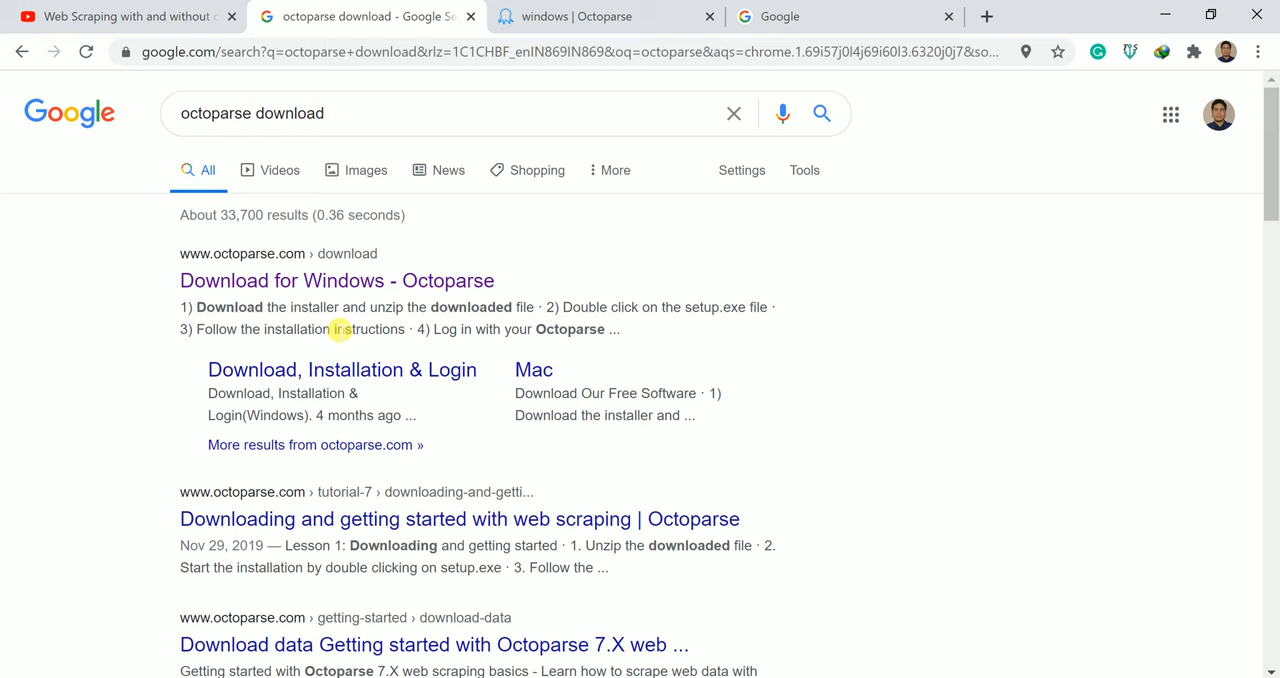 Web Scraping with and without c
octoparse download - Google Se
windows | Octoparse
Google
google.com/search?q=octoparse+download&rlz=1C1CHBF_enIN869IN869&oq=octoparse&aqs=chrome.1.69i57j0l4j69i60l3.6320j0j7&so...
Google
octoparse download
All
Videos
Images
News
Shopping
More
Settings
Tools
About 33,700 results (0.36 seconds)
www.octoparse.com › download
Download for Windows - Octoparse
1) Download the installer and unzip the downloaded file · 2) Double click on the setup.exe file ·
3) Follow the installation instructions · 4) Log in with your Octoparse ...
Download, Installation & Login
Download, Installation &
Login(Windows). 4 months ago ...
Mac
Download Our Free Software · 1)
Download the installer and ...
More results from octoparse.com »
www.octoparse.com › tutorial-7 › downloading-and-getti...
Downloading and getting started with web scraping | Octoparse
Nov 29, 2019 — Lesson 1: Downloading and getting started · 1. Unzip the downloaded file · 2.
Start the installation by double clicking on setup.exe · 3. Follow the ...
www.octoparse.com › getting-started › download-data
Download data Getting started with Octoparse 7.X web ...
Getting started with Octoparse 7.X web scraping basics - Learn how to scrape web data with